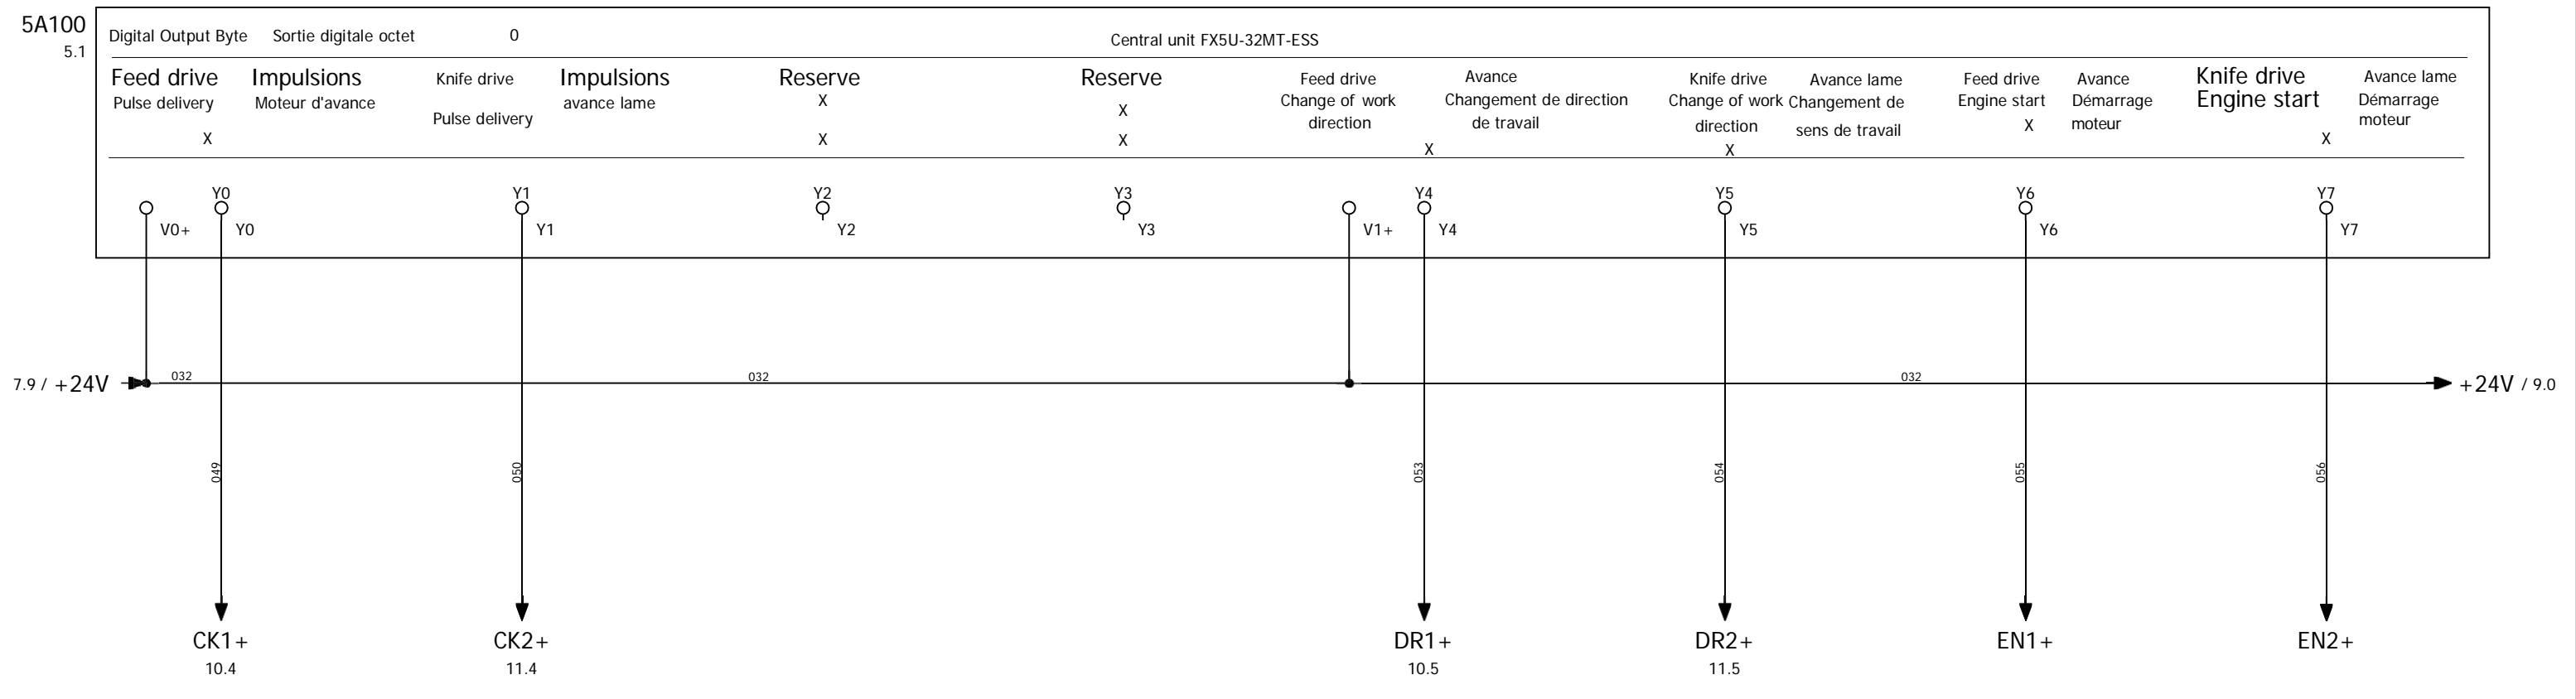 5A100
5.1
Digital Output Byte Sortie digitale octet 0
Central unit FX5U-32MT-ESS
Feed drive
Pulse delivery
X
Impulsions
Moteur d'avance
Knife drive
Pulse delivery
Impulsions
avance lame
Reserve
X
X
Reserve
X
X
Feed drive
Change of work
direction
Avance
Changement de direction
de travail
X
Knife drive
Change of work
direction
X
Avance lame
Changement de
sens de travail
Feed drive
Engine start
X
Avance
Démarrage
moteur
Knife drive
Engine start
X
Avance lame
Démarrage
moteur
Y0 Y1 Y2 Y3 Y4 Y5 Y6 Y7
V0+ Y0 Y1 Y2 Y3 V1+ Y4 Y5 Y6 Y7
7.9 / +24V 032 032 032 +24V / 9.0
049 050 053 054 055 056
CK1+ CK2+ DR1+ DR2+ EN1+ EN2+
10.4 11.4 10.5 11.5